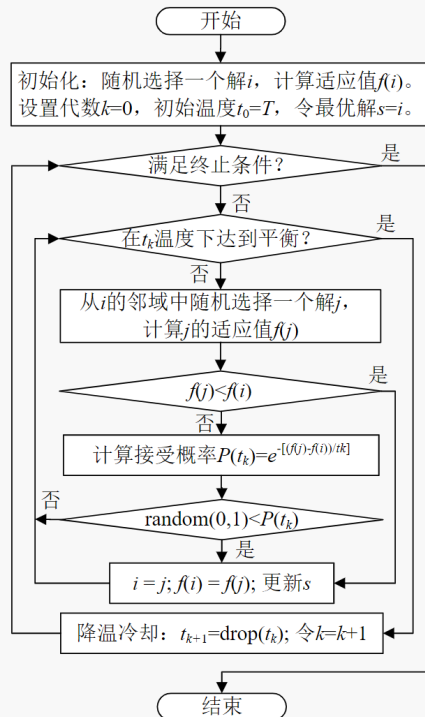 开始
初始化：随机选择一个解i，计算适应值f(i)。
设置代数k=0，初始温度t₀=T，令最优解s=i。
满足终止条件？
是
否
在tₖ温度下达到平衡？
是
否
从i的邻域中随机选择一个解j，
计算j的适应值f(j)
f(j)<f(i)
是
否
计算接受概率P(tₖ)=e^-[(f(j)-f(i))/tk]
否
random(0,1)<P(tₖ)
是
i = j; f(i) = f(j); 更新s
降温冷却：tₖ₊₁=drop(tₖ); 令k=k+1
结束